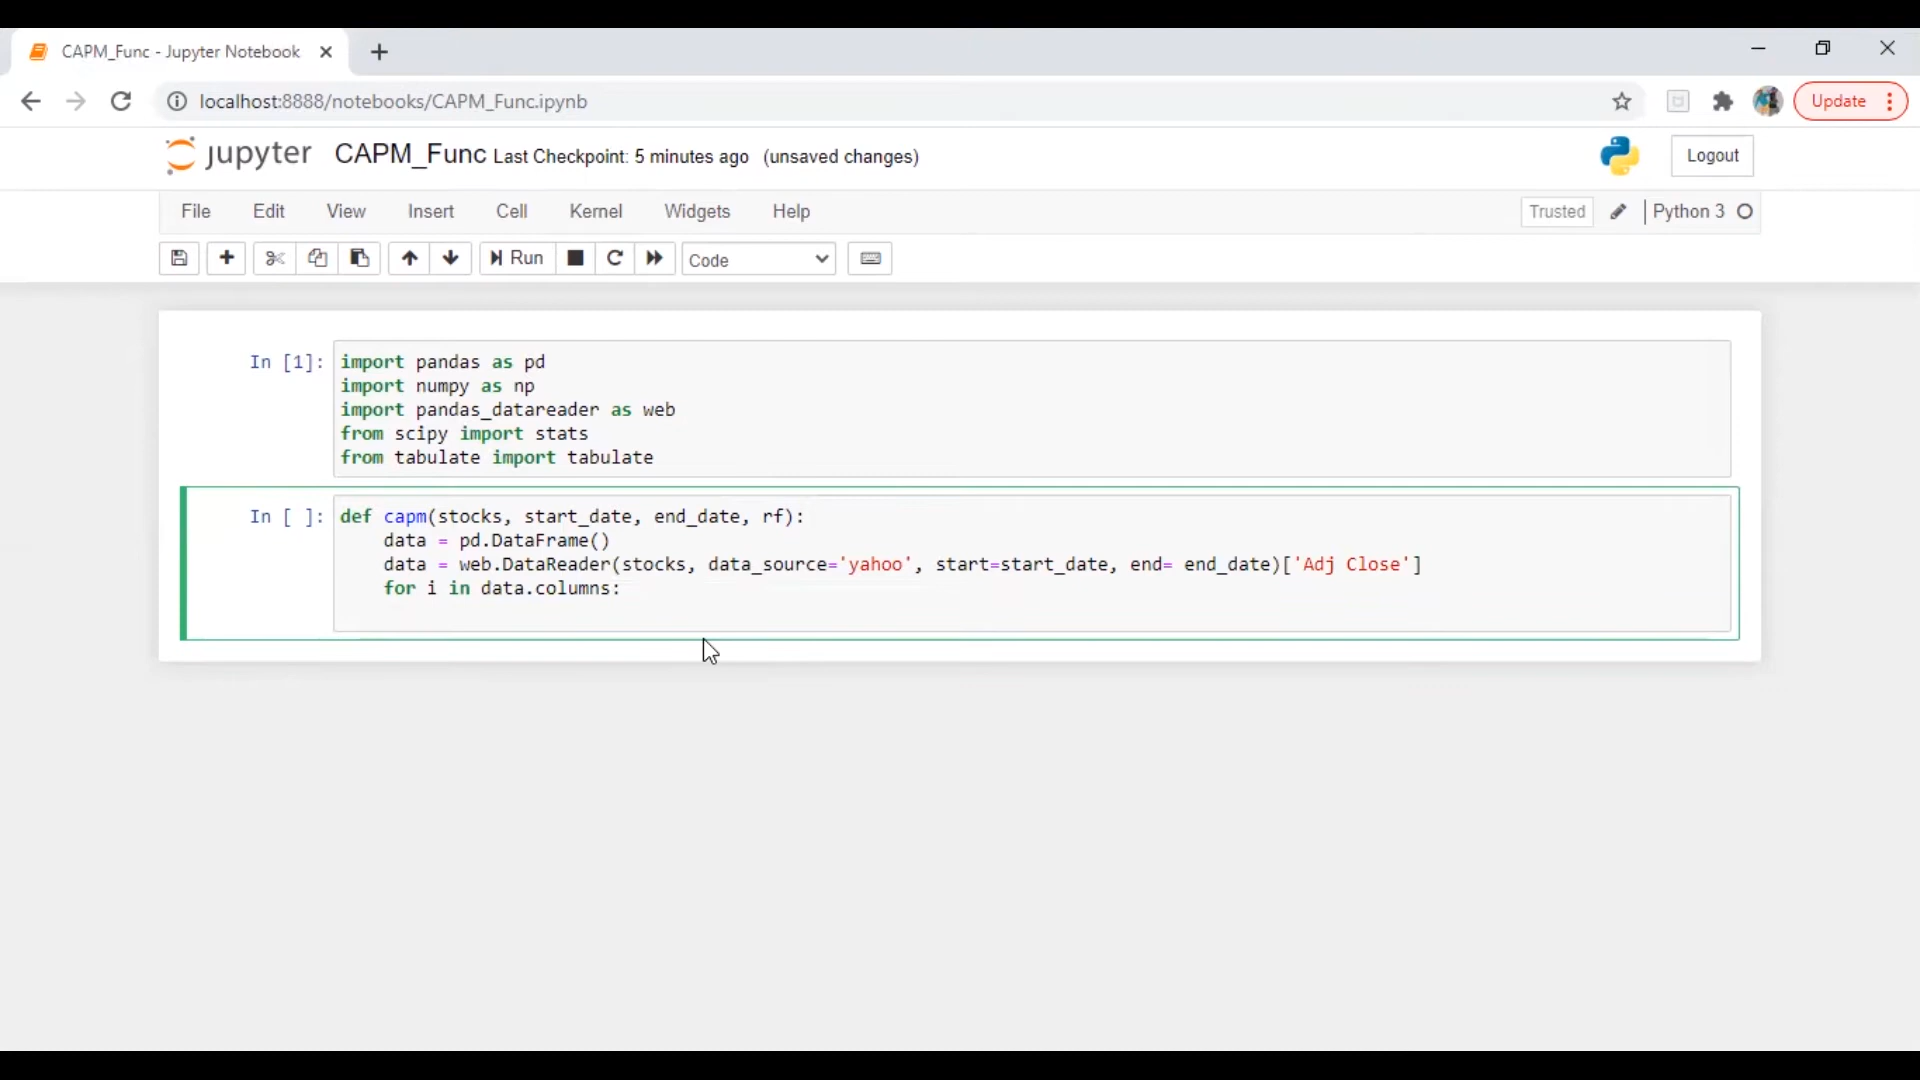 CAPM_Func - Jupyter Notebook
localhost:8888/notebooks/CAPM_Func.ipynb
Update
jupyter CAPM_Func Last Checkpoint: 5 minutes ago (unsaved changes)
Logout
File Edit View Insert Cell Kernel Widgets Help
Trusted
Python 3
Run
Code
In [1]:
import pandas as pd
import numpy as np
import pandas_datareader as web
from scipy import stats
from tabulate import tabulate
In [ ]:
def capm(stocks, start_date, end_date, rf):
    data = pd.DataFrame()
    data = web.DataReader(stocks, data_source='yahoo', start=start_date, end= end_date)['Adj Close']
    for i in data.columns: